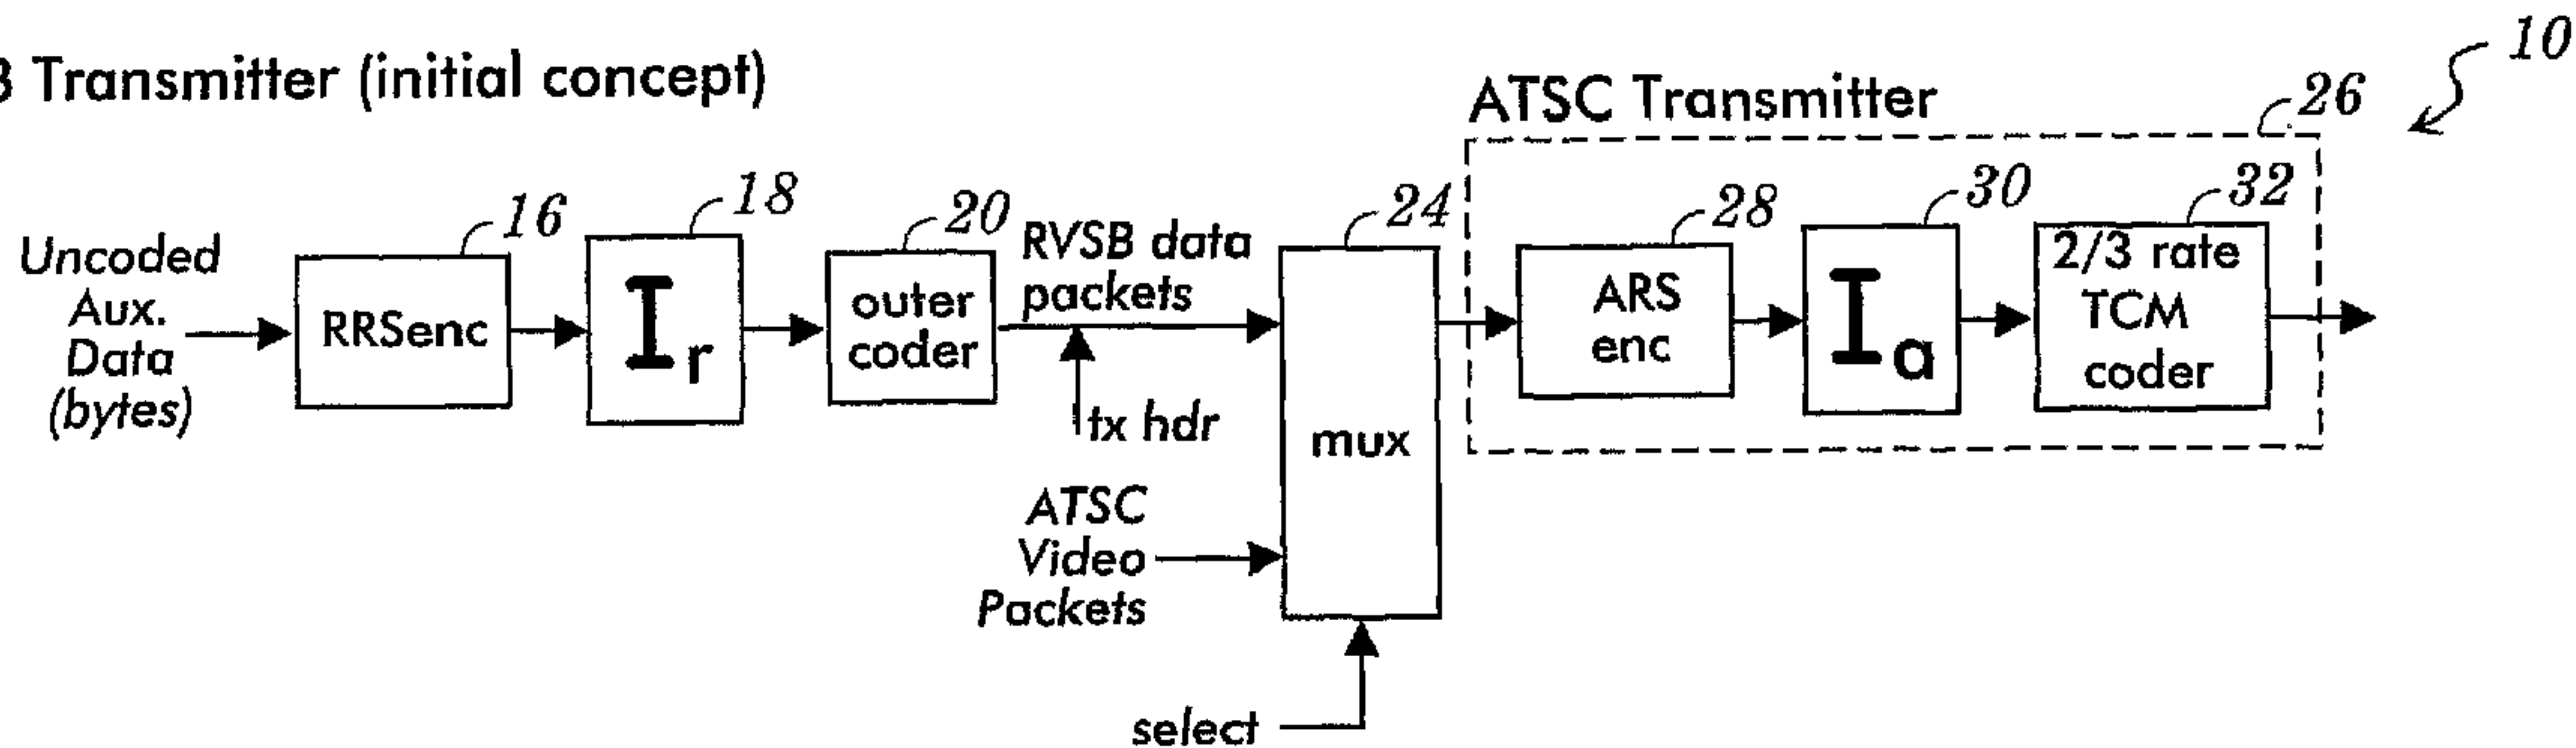 B Transmitter (initial concept)
10
ATSC Transmitter
26
Uncoded
Aux.
Data
(bytes)
16
RRSenc
18
Ir
20
outer
coder
RVSB data
packets
tx hdr
ATSC
Video
Packets
24
mux
select
28
ARS
enc
30
Ia
32
2/3 rate
TCM
coder